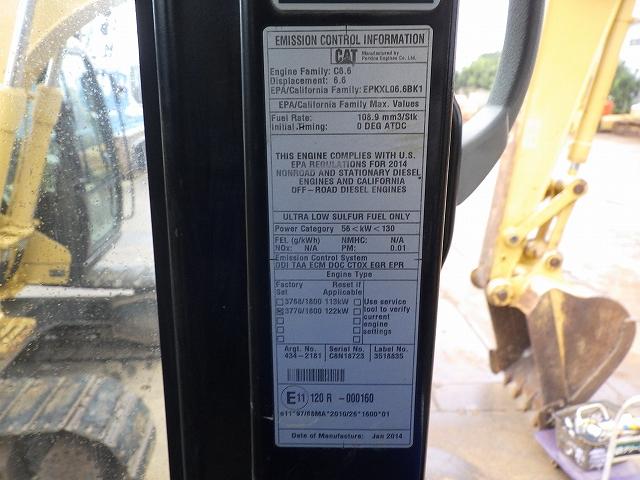 EMISSION CONTROL INFORMATION
CAT Manufactured by
Perkins Engines Co. Ltd.
Engine Family: C6.6
Displacement: 6.6
EPA/California Family: EPKXL06.6BK1
EPA/California Family Max. Values
Fuel Rate: 108.9 mm3/Stk
Initial Timing: 0 DEG ATDC
THIS ENGINE COMPLIES WITH U.S.
EPA REGULATIONS FOR 2014
NONROAD AND STATIONARY DIESEL
ENGINES AND CALIFORNIA
OFF-ROAD DIESEL ENGINES
ULTRA LOW SULFUR FUEL ONLY
Power Category 56<kW<130
FEL (g/kWh) NMHC: N/A
NOx: N/A PM: 0.01
Emission Control System
DDI TAA ECM DOC CTOX EGR EPR
Engine Type
Factory Set Reset if Applicable
3768/1800 113kW
3770/1800 122kW
Use service
tool to verify
current
engine
settings
Argt. No. Serial No. Label No.
434-2181 C8N18723 3518835
E11 120 R -000160
e11*97/68MA*2010/26*1600*01
Date of Manufacture: Jan 2014